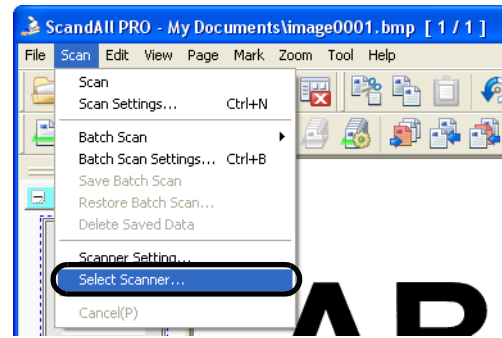 ScandAll PRO - My Documents\image0001.bmp [ 1 / 1 ]
File Scan Edit View Page Mark Zoom Tool Help
Scan
Scan Settings... Ctrl+N
Batch Scan
Batch Scan Settings... Ctrl+B
Save Batch Scan
Restore Batch Scan...
Delete Saved Data
Scanner Setting...
Select Scanner...
Cancel(P)